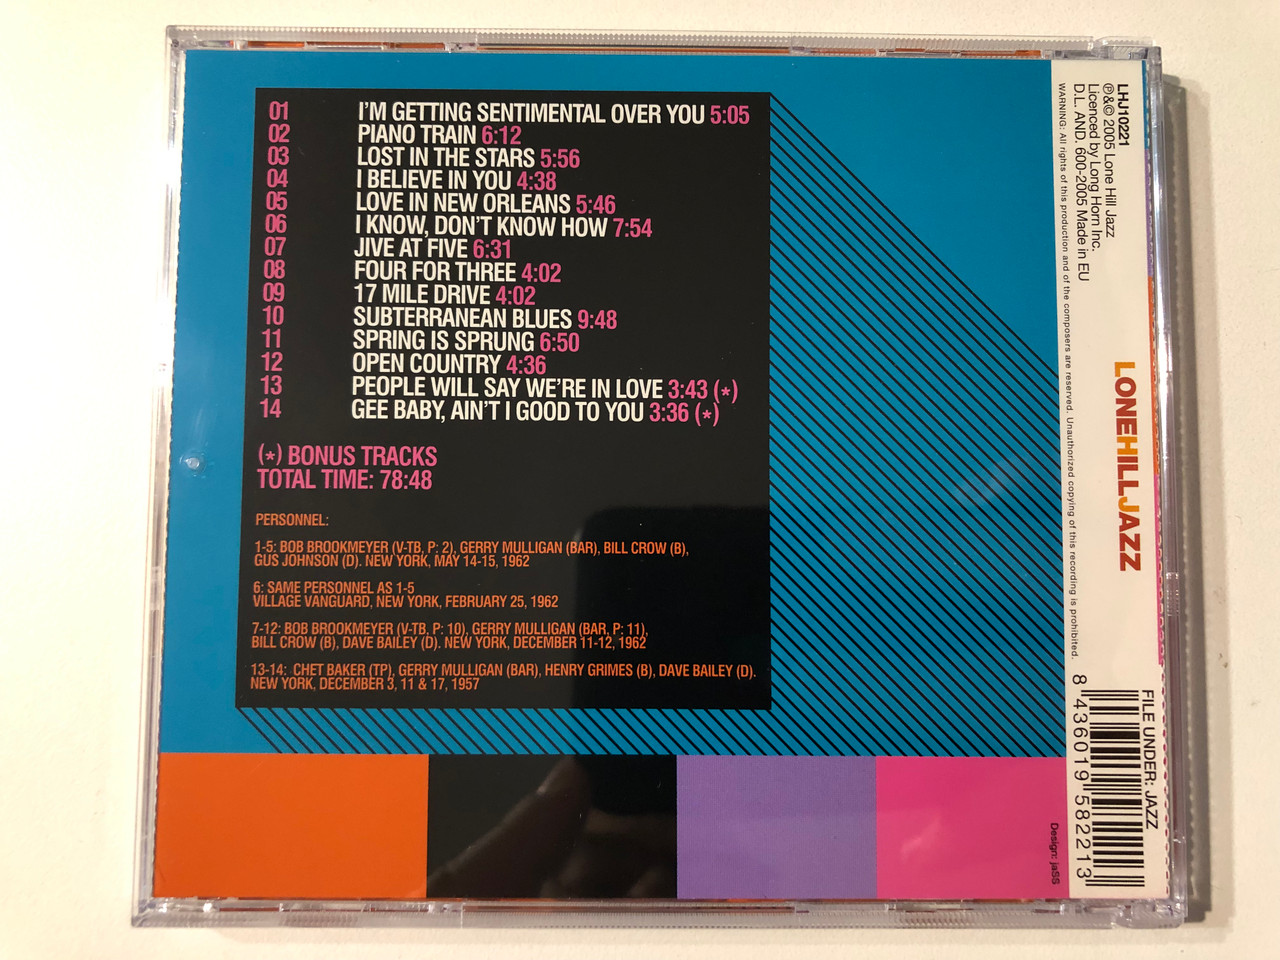 01 I'M GETTING SENTIMENTAL OVER YOU 5:05
02 PIANO TRAIN 6:12
03 LOST IN THE STARS 5:56
04 I BELIEVE IN YOU 4:38
05 LOVE IN NEW ORLEANS 5:46
06 I KNOW, DON'T KNOW HOW 7:54
07 JIVE AT FIVE 6:31
08 FOUR FOR THREE 4:02
09 17 MILE DRIVE 4:02
10 SUBTERRANEAN BLUES 9:48
11 SPRING IS SPRUNG 6:50
12 OPEN COUNTRY 4:36
13 PEOPLE WILL SAY WE'RE IN LOVE 3:43 (*)
14 GEE BABY, AIN'T I GOOD TO YOU 3:36 (*)
(*) BONUS TRACKS
TOTAL TIME: 78:48
PERSONNEL:
1-5: BOB BROOKMEYER (V-TB, P: 2), GERRY MULLIGAN (BAR), BILL CROW (B),
GUS JOHNSON (D). NEW YORK, MAY 14-15, 1962
6: SAME PERSONNEL AS 1-5
VILLAGE VANGUARD, NEW YORK, FEBRUARY 25, 1962
7-12: BOB BROOKMEYER (V-TB, P: 10), GERRY MULLIGAN (BAR, P: 11),
BILL CROW (B), DAVE BAILEY (D). NEW YORK, DECEMBER 11-12, 1962
13-14: CHET BAKER (TP), GERRY MULLIGAN (BAR), HENRY GRIMES (B), DAVE BAILEY (D).
NEW YORK, DECEMBER 3, 11 & 17, 1957
LHJ10221
℗&© 2005 Lone Hill Jazz
Licenced by Long Horn Inc.
D.L. AND. 600-2005 Made in EU
WARNING: All rights of this production and of the composers are reserved. Unauthorized copying of this recording is prohibited.
LONEHILLJAZZ
FILE UNDER: JAZZ
8 436019 582213
Design: jaSS